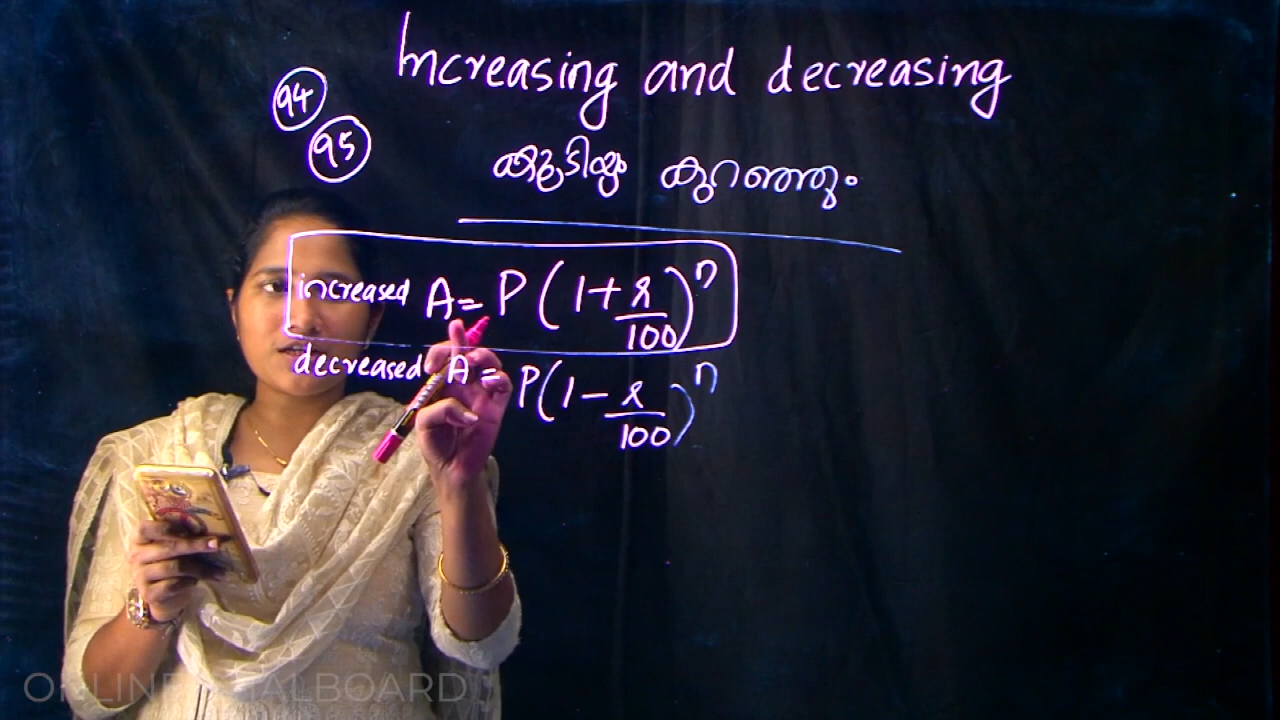 Increasing and decreasing
94
95
കൂടിയും കുറഞ്ഞും
increased A = P(1+r/100)^n
decreased A = P(1-r/100)^n